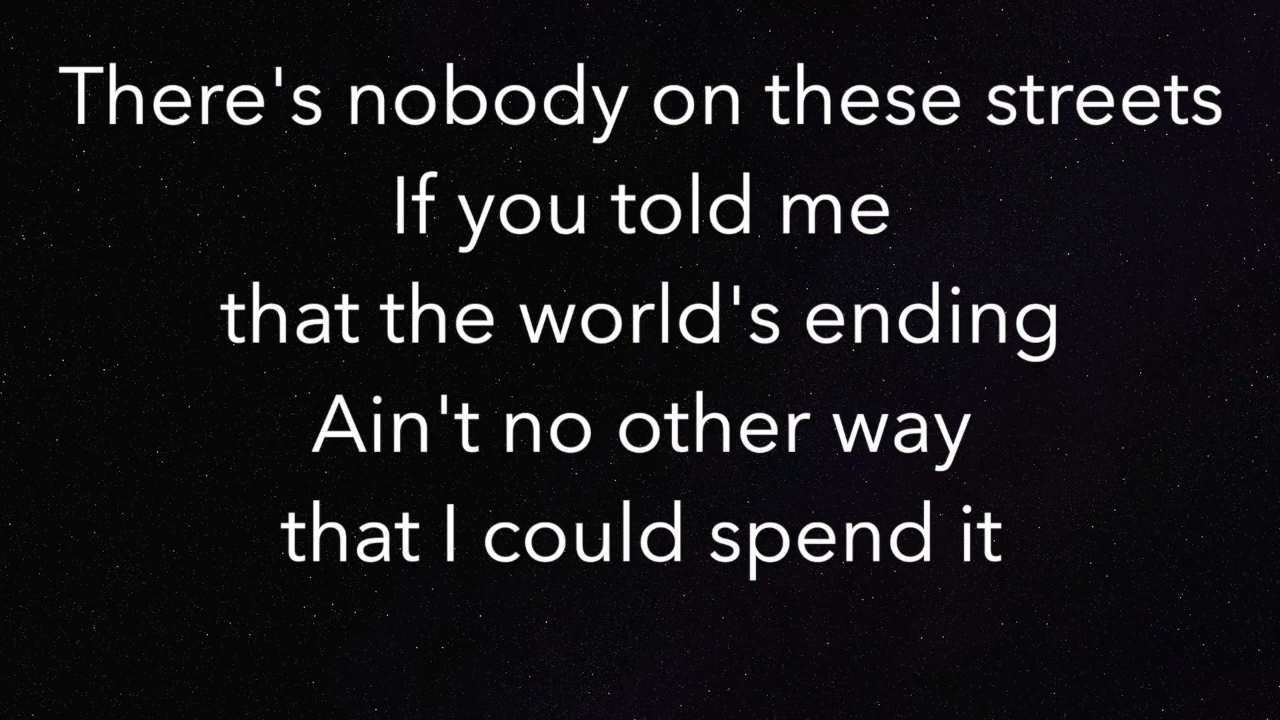 There's nobody on these streets
If you told me
that the world's ending
Ain't no other way
that I could spend it